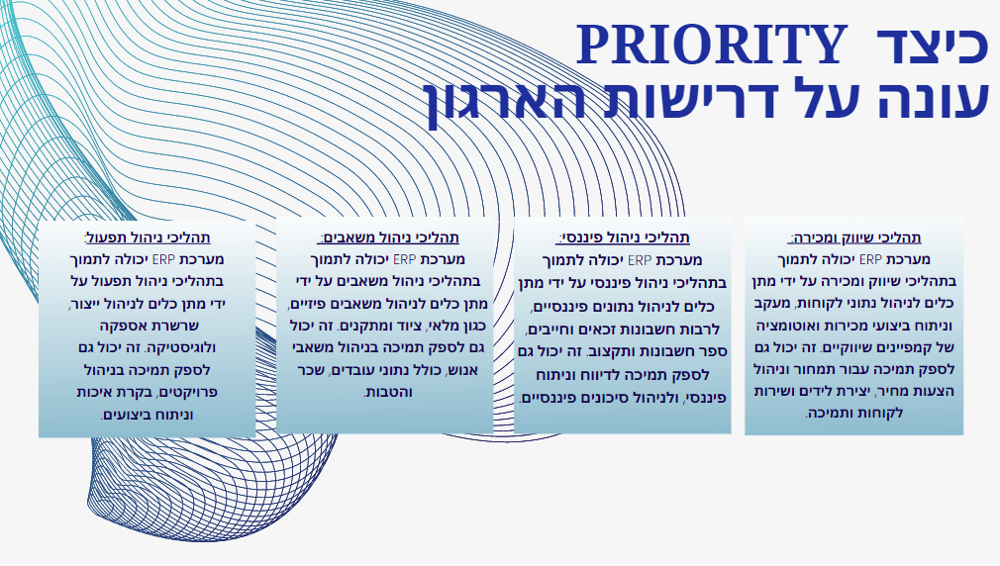 כיצד PRIORITY
עונה על דרישות הארגון
תהליכי שיווק ומכירה:
מערכת ERP יכולה לתמוך
בתהליכי שיווק ומכירה על ידי מתן
כלים לניהול נתוני לקוחות, מעקב
וניתוח ביצועי מכירות ואוטומציה
של קמפיינים שיווקיים. זה יכול גם
לספק תמיכה עבור תמחור וניהול
הצעות מחיר, יצירת לידים ושירות
לקוחות ותמיכה.
תהליכי ניהול פיננסי:
מערכת ERP יכולה לתמוך
בתהליכי ניהול פיננסי על ידי מתן
כלים לניהול נתונים פיננסיים,
לרבות חשבונות זכאים וחייבים,
ספר חשבונות ותקצוב. זה יכול גם
לספק תמיכה לדיווח וניתוח
פיננסי, ולניהול סיכונים פיננסיים.
תהליכי ניהול משאבים:
מערכת ERP יכולה לתמוך
בתהליכי ניהול משאבים על ידי
מתן כלים לניהול משאבים פיזיים,
כגון מלאי, ציוד ומתקנים. זה יכול
גם לספק תמיכה בניהול משאבי
אנוש, כולל נתוני עובדים, שכר
והטבות.
תהליכי ניהול תפעול:
מערכת ERP יכולה לתמוך
בתהליכי ניהול תפעול על
ידי מתן כלים לניהול ייצור,
שרשרת אספקה
ולוגיסטיקה. זה יכול גם
לספק תמיכה בניהול
פרויקטים, בקרת איכות
וניתוח ביצועים.